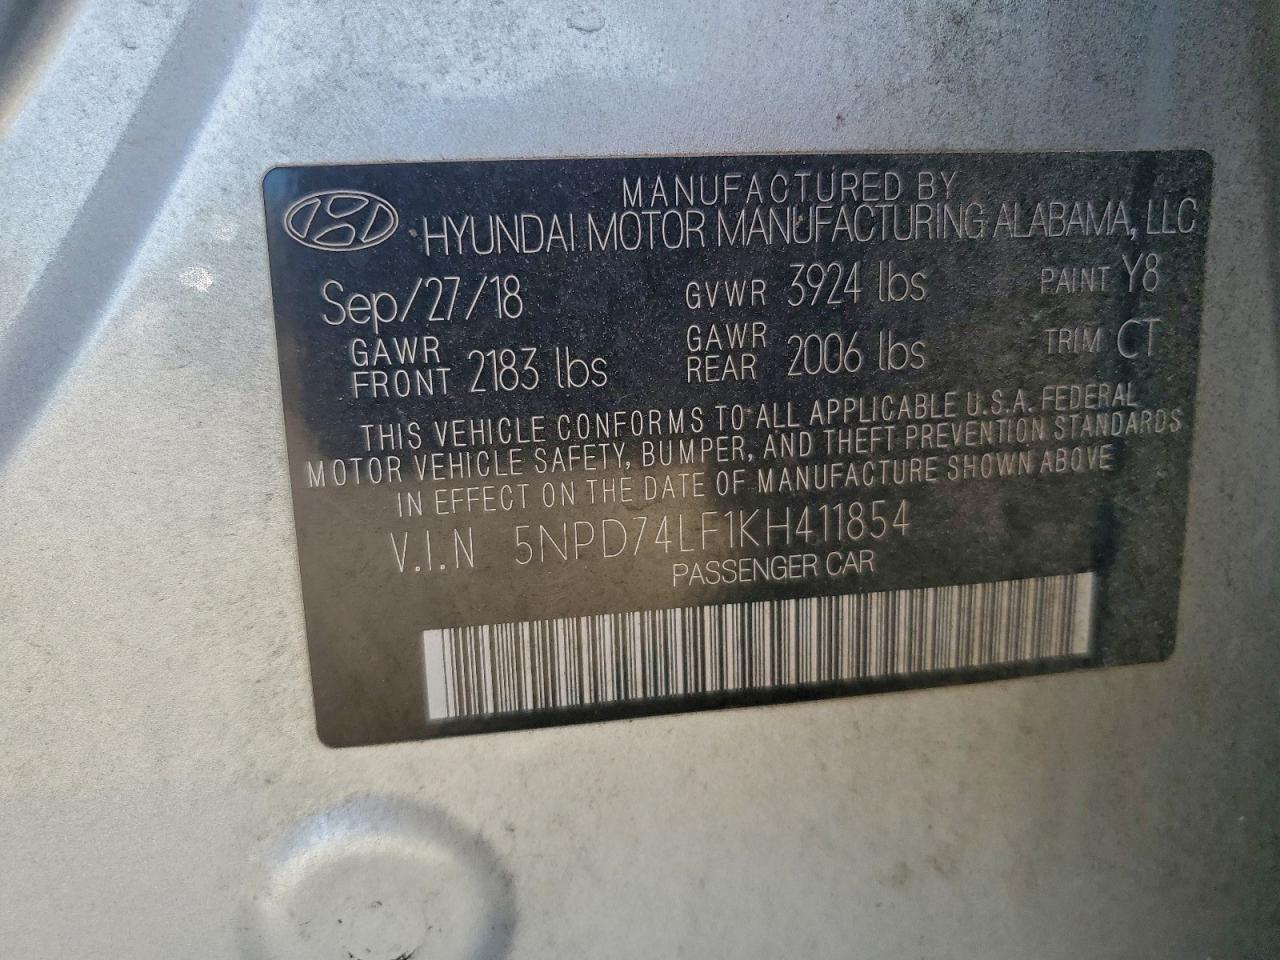 MANUFACTURED BY
HYUNDAI MOTOR MANUFACTURING ALABAMA, LLC
Sep/27/18 GVWR 3924 lbs PAINT Y8
GAWR FRONT 2183 lbs GAWR REAR 2006 lbs TRIM CT
THIS VEHICLE CONFORMS TO ALL APPLICABLE U.S.A. FEDERAL
MOTOR VEHICLE SAFETY, BUMPER, AND THEFT PREVENTION STANDARDS
IN EFFECT ON THE DATE OF MANUFACTURE SHOWN ABOVE
V.I.N 5NPD74LF1KH411854
PASSENGER CAR